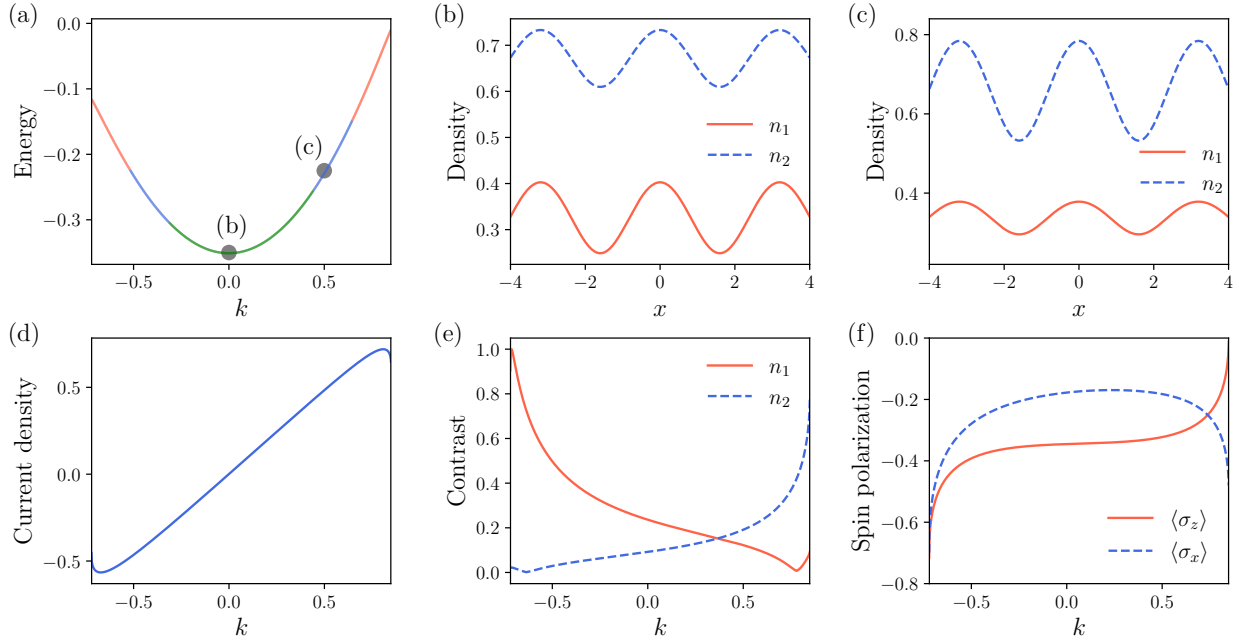 (a)
0.0
−0.1
−0.2
−0.3
Energy
(b)
(c)
−0.5
0.0
0.5
k
(b)
0.7
0.6
0.5
0.4
0.3
Density
n₁
n₂
−4
−2
0
2
4
x
(c)
0.8
0.6
0.4
Density
n₁
n₂
−4
−2
0
2
4
x
(d)
0.5
0.0
−0.5
Current density
−0.5
0.0
0.5
k
(e)
1.0
0.8
0.6
0.4
0.2
0.0
Contrast
n₁
n₂
−0.5
0.0
0.5
k
(f)
−0.0
−0.2
−0.4
−0.6
−0.8
Spin polarization
⟨σ_z⟩
⟨σ_x⟩
−0.5
0.0
0.5
k